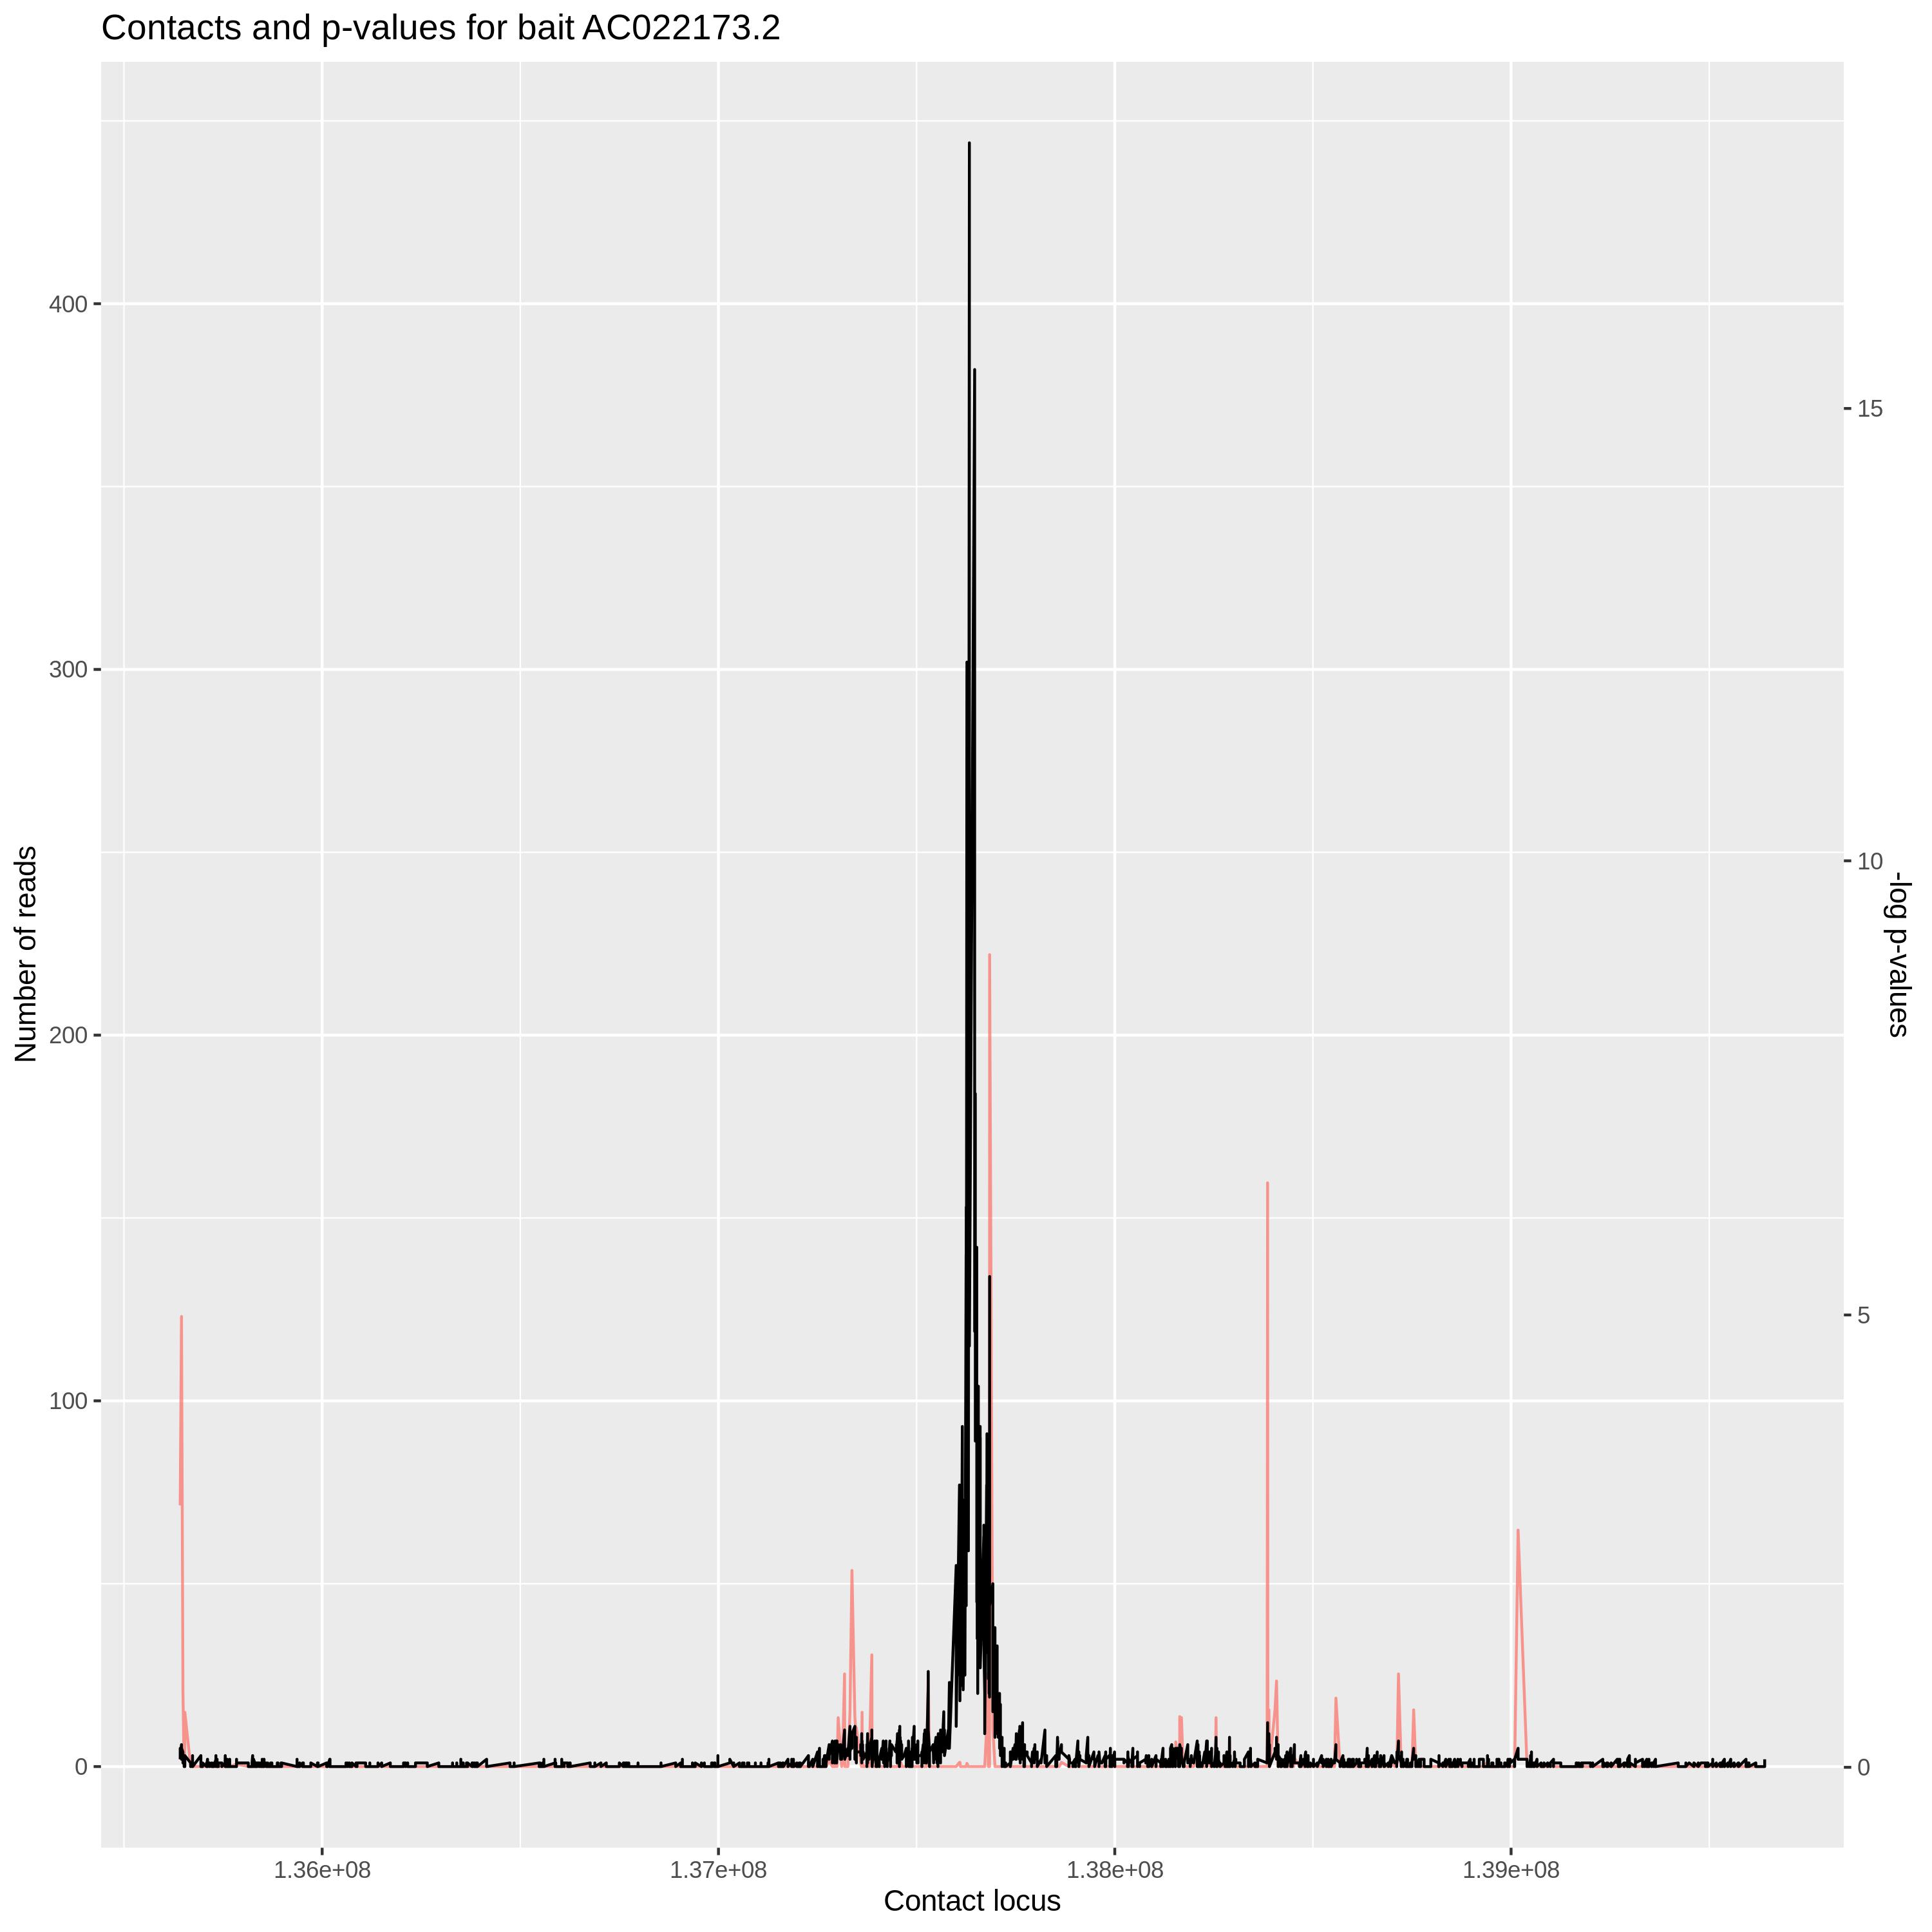 Contacts and p-values for bait AC022173.2
Number of reads
400
300
200
100
0
15
10
5
0
-log p-values
1.36e+08 1.37e+08 1.38e+08 1.39e+08
Contact locus